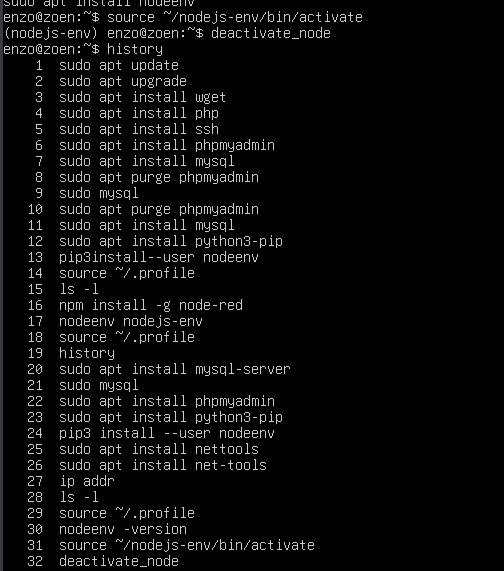 sudo apt install nodeenv
enzo@zoen:~$ source ~/nodejs-env/bin/activate
(nodejs-env) enzo@zoen:~$ deactivate_node
enzo@zoen:~$ history
1 sudo apt update
2 sudo apt upgrade
3 sudo apt install wget
4 sudo apt install php
5 sudo apt install ssh
6 sudo apt install phpmyadmin
7 sudo apt install mysql
8 sudo apt purge phpmyadmin
9 sudo mysql
10 sudo apt purge phpmyadmin
11 sudo apt install mysql
12 sudo apt install python3-pip
13 pip3install--user nodeenv
14 source ~/.profile
15 ls -l
16 npm install -g node-red
17 nodeenv nodejs-env
18 source ~/.profile
19 history
20 sudo apt install mysql-server
21 sudo mysql
22 sudo apt install phpmyadmin
23 sudo apt install python3-pip
24 pip3 install --user nodeenv
25 sudo apt install nettools
26 sudo apt install net-tools
27 ip addr
28 ls -l
29 source ~/.profile
30 nodeenv -version
31 source ~/nodejs-env/bin/activate
32 deactivate_node